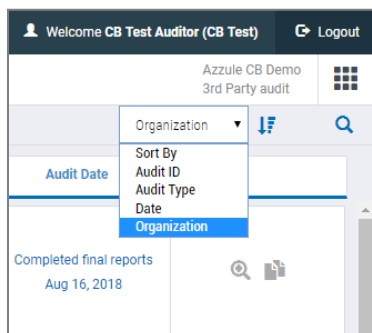 Welcome CB Test Auditor (CB Test) Logout
Azzule CB Demo
3rd Party audit
Organization
Sort By
Audit ID
Audit Type
Date
Organization
Audit Date
Completed final reports
Aug 16, 2018